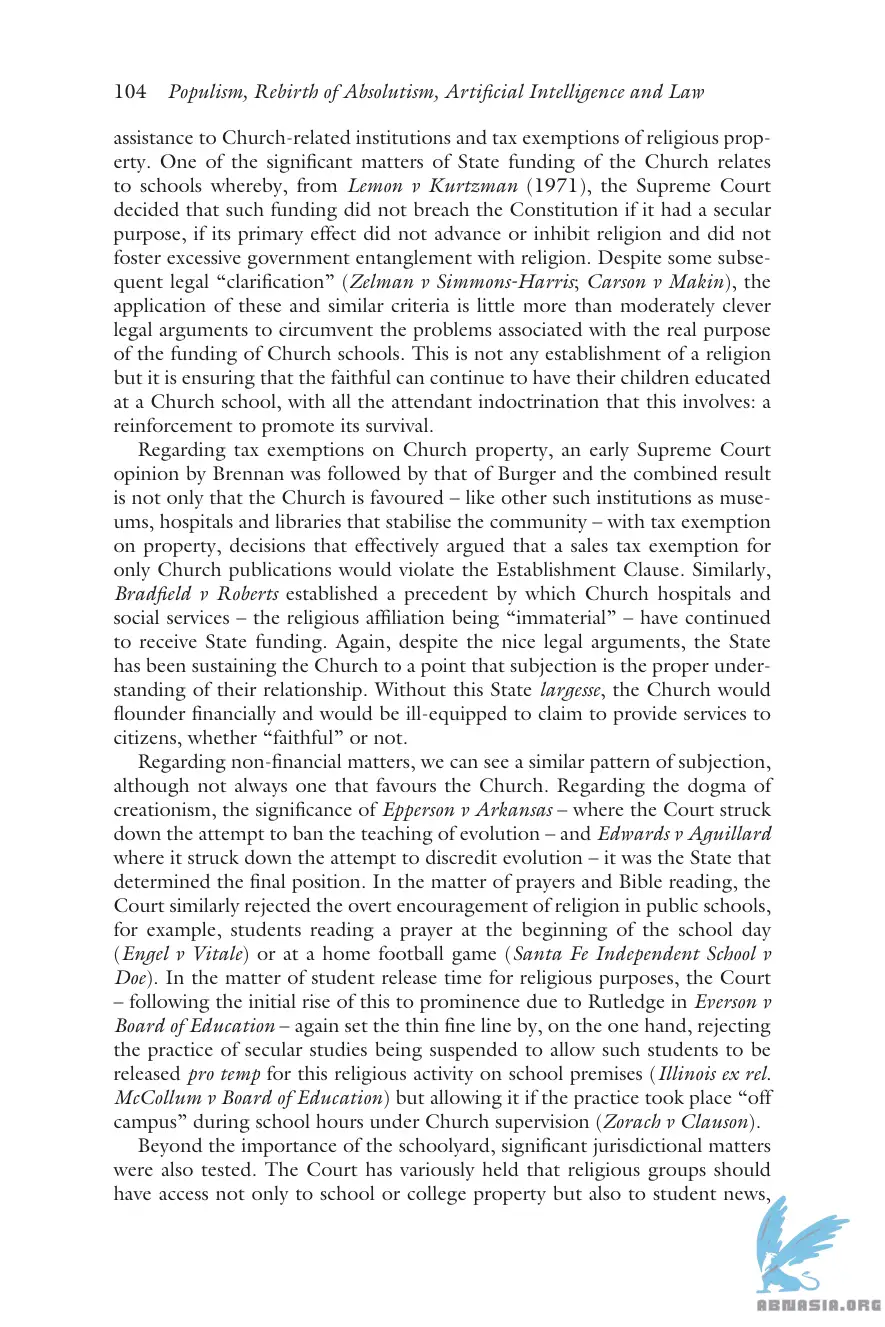 104 Populism, Rebirth of Absolutism, Artificial Intelligence and Law
assistance to Church-related institutions and tax exemptions of religious prop-
erty. One of the significant matters of State funding of the Church relates
to schools whereby, from Lemon v Kurtzman (1971), the Supreme Court
decided that such funding did not breach the Constitution if it had a secular
purpose, if its primary effect did not advance or inhibit religion and did not
foster excessive government entanglement with religion. Despite some subse-
quent legal “clarification” (Zelman v Simmons-Harris; Carson v Makin), the
application of these and similar criteria is little more than moderately clever
legal arguments to circumvent the problems associated with the real purpose
of the funding of Church schools. This is not any establishment of a religion
but it is ensuring that the faithful can continue to have their children educated
at a Church school, with all the attendant indoctrination that this involves: a
reinforcement to promote its survival.
Regarding tax exemptions on Church property, an early Supreme Court
opinion by Brennan was followed by that of Burger and the combined result
is not only that the Church is favoured – like other such institutions as muse-
ums, hospitals and libraries that stabilise the community – with tax exemption
on property, decisions that effectively argued that a sales tax exemption for
only Church publications would violate the Establishment Clause. Similarly,
Bradfield v Roberts established a precedent by which Church hospitals and
social services – the religious affiliation being “immaterial” – have continued
to receive State funding. Again, despite the nice legal arguments, the State
has been sustaining the Church to a point that subjection is the proper under-
standing of their relationship. Without this State largesse, the Church would
flounder financially and would be ill-equipped to claim to provide services to
citizens, whether “faithful” or not.
Regarding non-financial matters, we can see a similar pattern of subjection,
although not always one that favours the Church. Regarding the dogma of
creationism, the significance of Epperson v Arkansas – where the Court struck
down the attempt to ban the teaching of evolution – and Edwards v Aguillard
where it struck down the attempt to discredit evolution – it was the State that
determined the final position. In the matter of prayers and Bible reading, the
Court similarly rejected the overt encouragement of religion in public schools,
for example, students reading a prayer at the beginning of the school day
(Engel v Vitale) or at a home football game (Santa Fe Independent School v
Doe). In the matter of student release time for religious purposes, the Court
– following the initial rise of this to prominence due to Rutledge in Everson v
Board of Education – again set the thin fine line by, on the one hand, rejecting
the practice of secular studies being suspended to allow such students to be
released pro temp for this religious activity on school premises (Illinois ex rel.
McCollum v Board of Education) but allowing it if the practice took place “off
campus” during school hours under Church supervision (Zorach v Clauson).
Beyond the importance of the schoolyard, significant jurisdictional matters
were also tested. The Court has variously held that religious groups should
have access not only to school or college property but also to student news,
ABNASIA.ORG